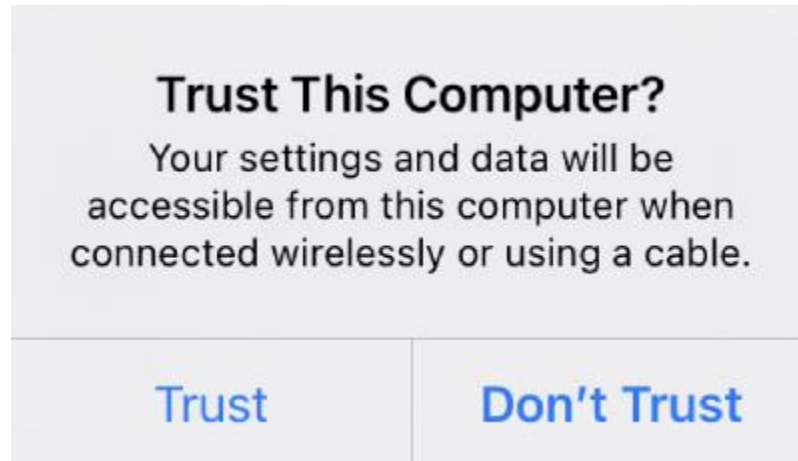 Trust This Computer?
Your settings and data will be
accessible from this computer when
connected wirelessly or using a cable.
Trust
Don’t Trust